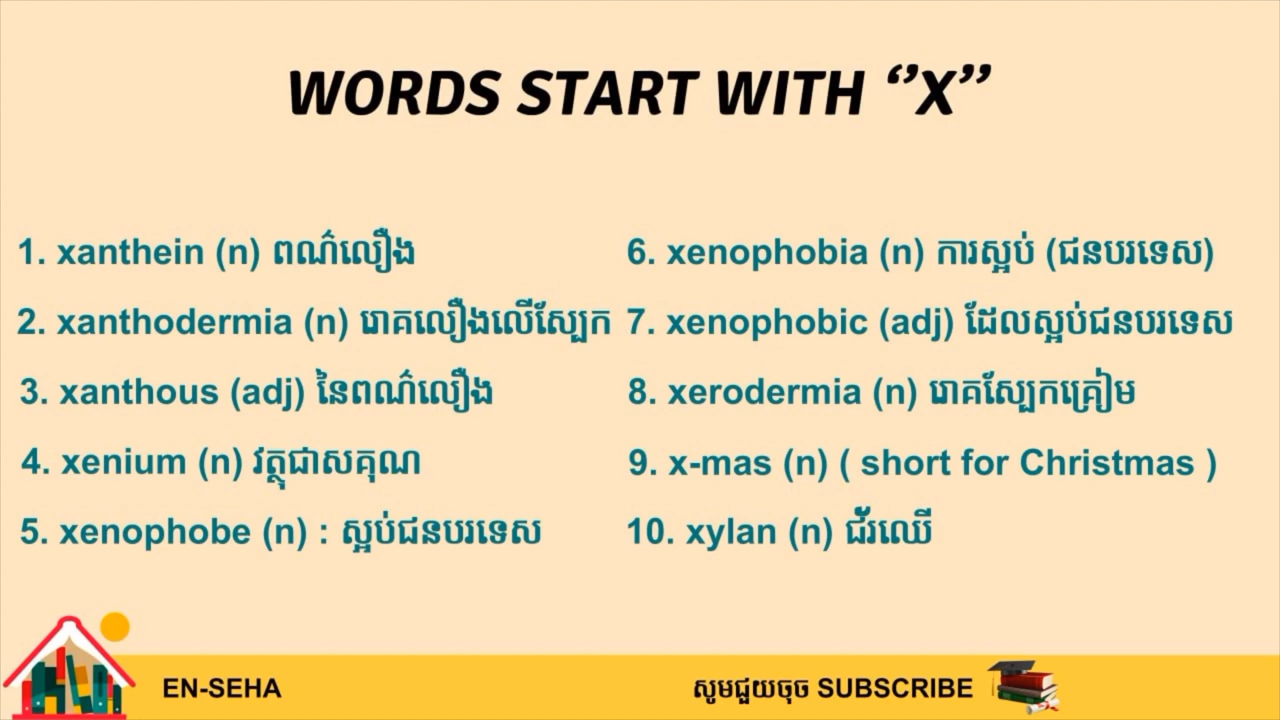 WORDS START WITH ‘’X’’
1. xanthein (n) ពណ៌លឿង
2. xanthodermia (n) រោគលឿងលើស្បែក
3. xanthous (adj) នៃពណ៌លឿង
4. xenium (n) វត្ថុជាសគុណ
5. xenophobe (n) : ស្អប់ជនបរទេស
6. xenophobia (n) ការស្អប់ (ជនបរទេស)
7. xenophobic (adj) ដែលស្អប់ជនបរទេស
8. xerodermia (n) រោគស្បែកគ្រៀម
9. x-mas (n) ( short for Christmas )
10. xylan (n) ជ័រឈើ
EN-SEHA
សូមជួយចុច SUBSCRIBE